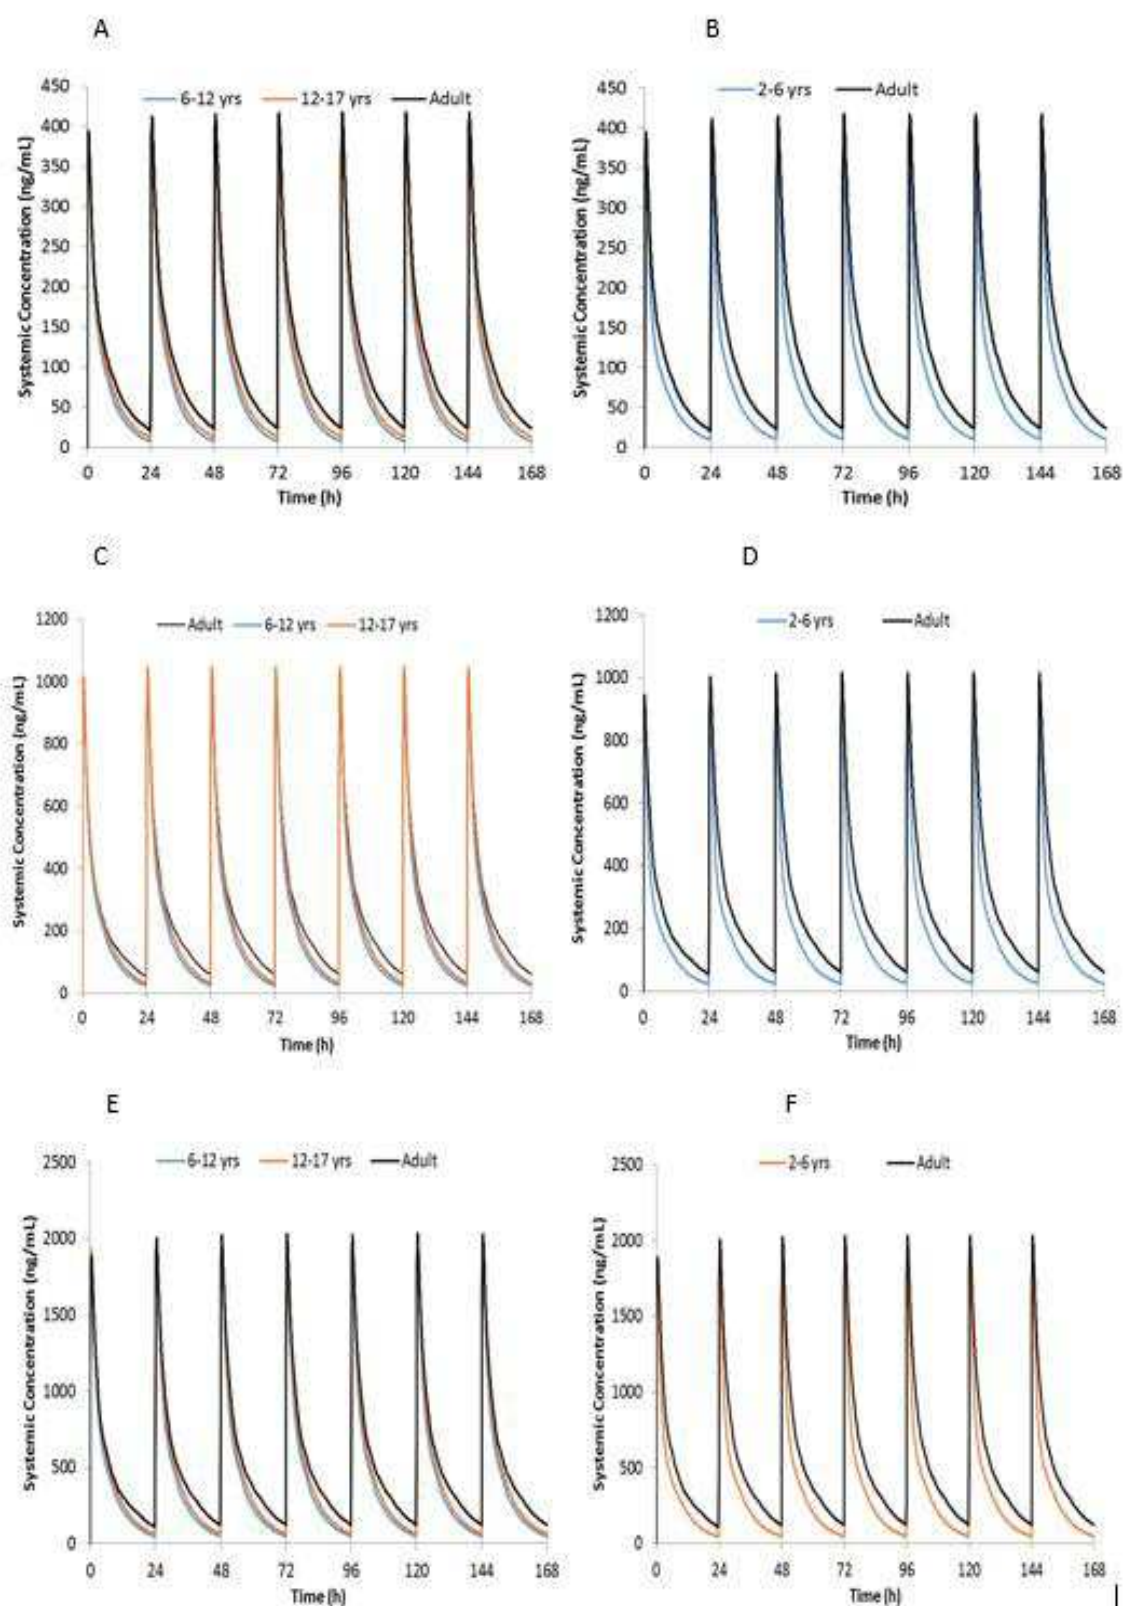 A
B
450
400
350
300
250
200
150
100
50
0
Systemic Concentration (ng/mL)
6-12 yrs 12-17 yrs Adult
0 24 48 72 96 120 144 168
Time (h)
450
400
350
300
250
200
150
100
50
0
Systemic Concentration (ng/mL)
2-6 yrs Adult
0 24 48 72 96 120 144 168
Time (h)
C
D
1200
1000
800
600
400
200
0
Systemic Concentration (ng/mL)
Adult 6-12 yrs 12-17 yrs
0 24 48 72 96 120 144 168
Time (h)
1200
1000
800
600
400
200
0
Systemic Concentration (ng/mL)
2-6 yrs Adult
0 24 48 72 96 120 144 168
Time (h)
E
F
2500
2000
1500
1000
500
0
Systemic Concentration (ng/mL)
6-12 yrs 12-17 yrs Adult
0 24 48 72 96 120 144 168
Time (h)
2500
2000
1500
1000
500
0
Systemic Concentration (ng/mL)
2-6 yrs Adult
0 24 48 72 96 120 144 168
Time (h)